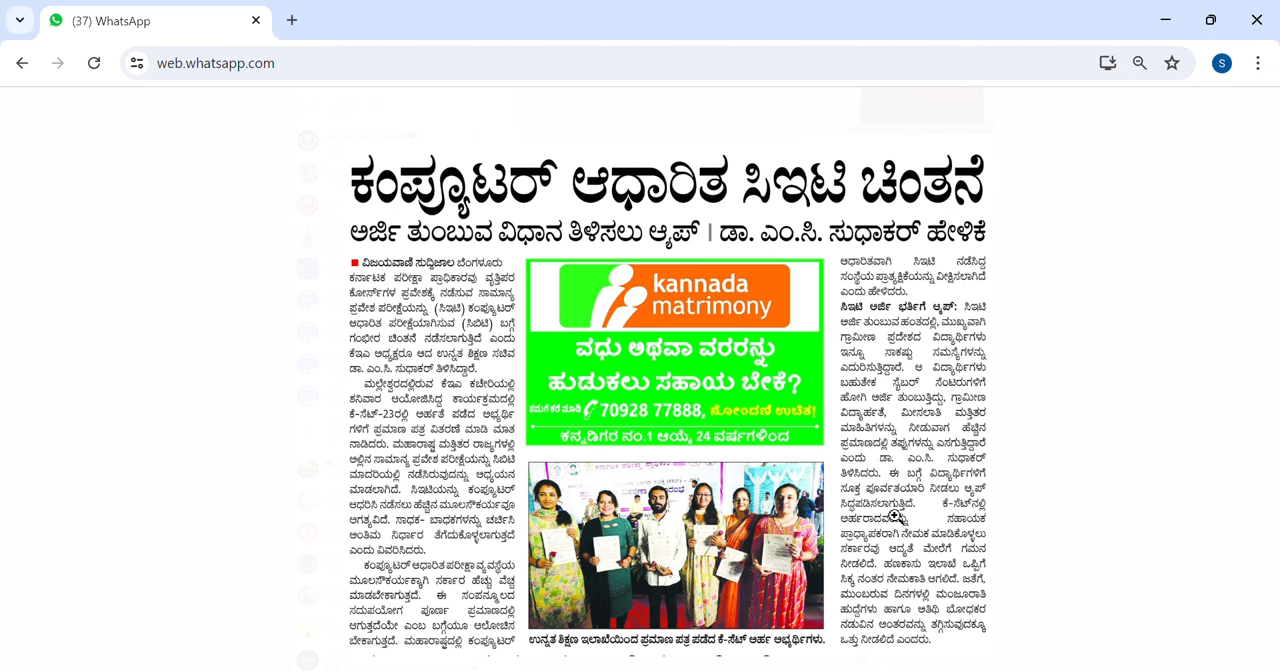 (37) WhatsApp
web.whatsapp.com
S
ಕಂಪ್ಯೂಟರ್ ಆಧಾರಿತ ಸಿಇಟಿ ಚಿಂತನೆ
ಅರ್ಜಿ ತುಂಬುವ ವಿಧಾನ ತಿಳಿಸಲು ಆ್ಯಪ್ | ಡಾ. ಎಂ.ಸಿ. ಸುಧಾಕರ್ ಹೇಳಿಕೆ
ವಿಜಯವಾಣಿ ಸುದ್ದಿಜಾಲ ಬೆಂಗಳೂರು
ಕರ್ನಾಟಕ ಪರೀಕ್ಷಾ ಪ್ರಾಧಿಕಾರವು ವೃತ್ತಿಪರ
ಕೋರ್ಸ್‌ಗಳ ಪ್ರವೇಶಕ್ಕೆ ನಡೆಸುವ ಸಾಮಾನ್ಯ
ಪ್ರವೇಶ ಪರೀಕ್ಷೆಯನ್ನು (ಸಿಇಟಿ) ಕಂಪ್ಯೂಟರ್
ಆಧಾರಿತ ಪರೀಕ್ಷೆಯಾಗಿಸುವ (ಸಿಬಿಟಿ) ಬಗ್ಗೆ
ಗಂಭೀರ ಚಿಂತನೆ ನಡೆಸಲಾಗುತ್ತಿದೆ ಎಂದು
ಕೆಇಎ ಅಧ್ಯಕ್ಷರೂ ಆದ ಉನ್ನತ ಶಿಕ್ಷಣ ಸಚಿವ
ಡಾ. ಎಂ.ಸಿ. ಸುಧಾಕರ್ ತಿಳಿಸಿದ್ದಾರೆ.
ಮಲ್ಲೇಶ್ವರದಲ್ಲಿರುವ ಕೆಇಎ ಕಚೇರಿಯಲ್ಲಿ
ಶನಿವಾರ ಆಯೋಜಿಸಿದ್ದ ಕಾರ್ಯಕ್ರಮದಲ್ಲಿ
ಕೆ-ಸೆಟ್-23ರಲ್ಲಿ ಅರ್ಹತೆ ಪಡೆದ ಅಭ್ಯರ್ಥಿ
ಗಳಿಗೆ ಪ್ರಮಾಣ ಪತ್ರ ವಿತರಣೆ ಮಾಡಿ ಮಾತ
ನಾಡಿದರು. ಮಹಾರಾಷ್ಟ್ರ ಮತ್ತಿತರ ರಾಜ್ಯಗಳಲ್ಲಿ
ಅಲ್ಲಿನ ಸಾಮಾನ್ಯ ಪ್ರವೇಶ ಪರೀಕ್ಷೆಯನ್ನು ಸಿಬಿಟಿ
ಮಾದರಿಯಲ್ಲಿ ನಡೆಸಿರುವುದನ್ನು ಅಧ್ಯಯನ
ಮಾಡಲಾಗಿದೆ. ಸಿಇಟಿಯನ್ನು ಕಂಪ್ಯೂಟರ್
ಆಧರಿಸಿ ನಡೆಸಲು ಹೆಚ್ಚಿನ ಮೂಲಸೌಕರ್ಯವೂ
ಅಗತ್ಯವಿದೆ. ಸಾಧಕ- ಬಾಧಕಗಳನ್ನು ಚರ್ಚಿಸಿ
ಅಂತಿಮ ನಿರ್ಧಾರ ತೆಗೆದುಕೊಳ್ಳಲಾಗುತ್ತದೆ
ಎಂದು ವಿವರಿಸಿದರು.
ಕಂಪ್ಯೂಟರ್ ಆಧಾರಿತ ಪರೀಕ್ಷಾ ವ್ಯವಸ್ಥೆಯ
ಮೂಲಸೌಕರ್ಯಕ್ಕಾಗಿ ಸರ್ಕಾರ ಹೆಚ್ಚು ವೆಚ್ಚ
ಮಾಡಬೇಕಾಗುತ್ತದೆ. ಈ ಸಂಪನ್ಮೂಲದ
ಸದುಪಯೋಗ ಪೂರ್ಣ ಪ್ರಮಾಣದಲ್ಲಿ
ಆಗುತ್ತದೆಯೇ ಎಂಬ ಬಗ್ಗೆಯೂ ಆಲೋಚಿಸ
ಬೇಕಾಗುತ್ತದೆ. ಮಹಾರಾಷ್ಟ್ರದಲ್ಲಿ ಕಂಪ್ಯೂಟರ್
kannada
matrimony
ವಧು ಅಥವಾ ವರರನ್ನು
ಹುಡುಕಲು ಸಹಾಯ ಬೇಕೆ?
ನಮಗೆ ಕರೆ ಮಾಡಿ 70928 77888, ನೋಂದಣಿ ಉಚಿತ!
ಕನ್ನಡಿಗರ ನಂ.1 ಆಯ್ಕೆ 24 ವರ್ಷಗಳಿಂದ
ಉನ್ನತ ಶಿಕ್ಷಣ ಇಲಾಖೆಯಿಂದ ಪ್ರಮಾಣ ಪತ್ರ ಪಡೆದ ಕೆ-ಸೆಟ್ ಅರ್ಹ ಅಭ್ಯರ್ಥಿಗಳು.
ಆಧಾರಿತವಾಗಿ ಸಿಇಟಿ ನಡೆಸಿದ್ದ
ಸಂಸ್ಥೆಯ ಪ್ರಾತ್ಯಕ್ಷಿಕೆಯನ್ನು ವೀಕ್ಷಿಸಲಾಗಿದೆ
ಎಂದು ಹೇಳಿದರು.
ಸಿಇಟಿ ಅರ್ಜಿ ಭರ್ತಿಗೆ ಆ್ಯಪ್: ಸಿಇಟಿ
ಅರ್ಜಿ ತುಂಬುವ ಹಂತದಲ್ಲಿ, ಮುಖ್ಯವಾಗಿ
ಗ್ರಾಮೀಣ ಪ್ರದೇಶದ ವಿದ್ಯಾರ್ಥಿಗಳು
ಇನ್ನೂ ಸಾಕಷ್ಟು ಸಮಸ್ಯೆಗಳನ್ನು
ಎದುರಿಸುತ್ತಿದ್ದಾರೆ. ಆ ವಿದ್ಯಾರ್ಥಿಗಳು
ಬಹುತೇಕ ಸೈಬರ್ ಸೆಂಟರುಗಳಿಗೆ
ಹೋಗಿ ಅರ್ಜಿ ತುಂಬುತ್ತಿದ್ದು, ಗ್ರಾಮೀಣ
ವಿದ್ಯಾರ್ಹತೆ, ಮೀಸಲಾತಿ ಮತ್ತಿತರ
ಮಾಹಿತಿಗಳನ್ನು ನೀಡುವಾಗ ಹೆಚ್ಚಿನ
ಪ್ರಮಾಣದಲ್ಲಿ ತಪ್ಪುಗಳನ್ನು ಎಸಗುತ್ತಿದ್ದಾರೆ
ಎಂದು ಡಾ. ಎಂ.ಸಿ. ಸುಧಾಕರ್
ತಿಳಿಸಿದರು. ಈ ಬಗ್ಗೆ ವಿದ್ಯಾರ್ಥಿಗಳಿಗೆ
ಸೂಕ್ತ ಪೂರ್ವತಯಾರಿ ನೀಡಲು ಆ್ಯಪ್
ಸಿದ್ಧಪಡಿಸಲಾಗುತ್ತಿದೆ. ಕೆ-ಸೆಟ್‌ನಲ್ಲಿ
ಅರ್ಹರಾದವರನ್ನು ಸಹಾಯಕ
ಪ್ರಾಧ್ಯಾಪಕರಾಗಿ ನೇಮಕ ಮಾಡಿಕೊಳ್ಳಲು
ಸರ್ಕಾರವು ಆದ್ಯತೆ ಮೇರೆಗೆ ಗಮನ
ನೀಡಲಿದೆ. ಹಣಕಾಸು ಇಲಾಖೆ ಒಪ್ಪಿಗೆ
ಸಿಕ್ಕ ನಂತರ ನೇಮಕಾತಿ ಆಗಲಿದೆ. ಜತೆಗೆ,
ಮುಂಬರುವ ದಿನಗಳಲ್ಲಿ ಮಂಜೂರಾತಿ
ಹುದ್ದೆಗಳು ಹಾಗೂ ಅತಿಥಿ ಬೋಧಕರ
ನಡುವಿನ ಅಂತರವನ್ನು ತಗ್ಗಿಸುವುದಕ್ಕೂ
ಒತ್ತು ನೀಡಲಿದೆ ಎಂದರು.